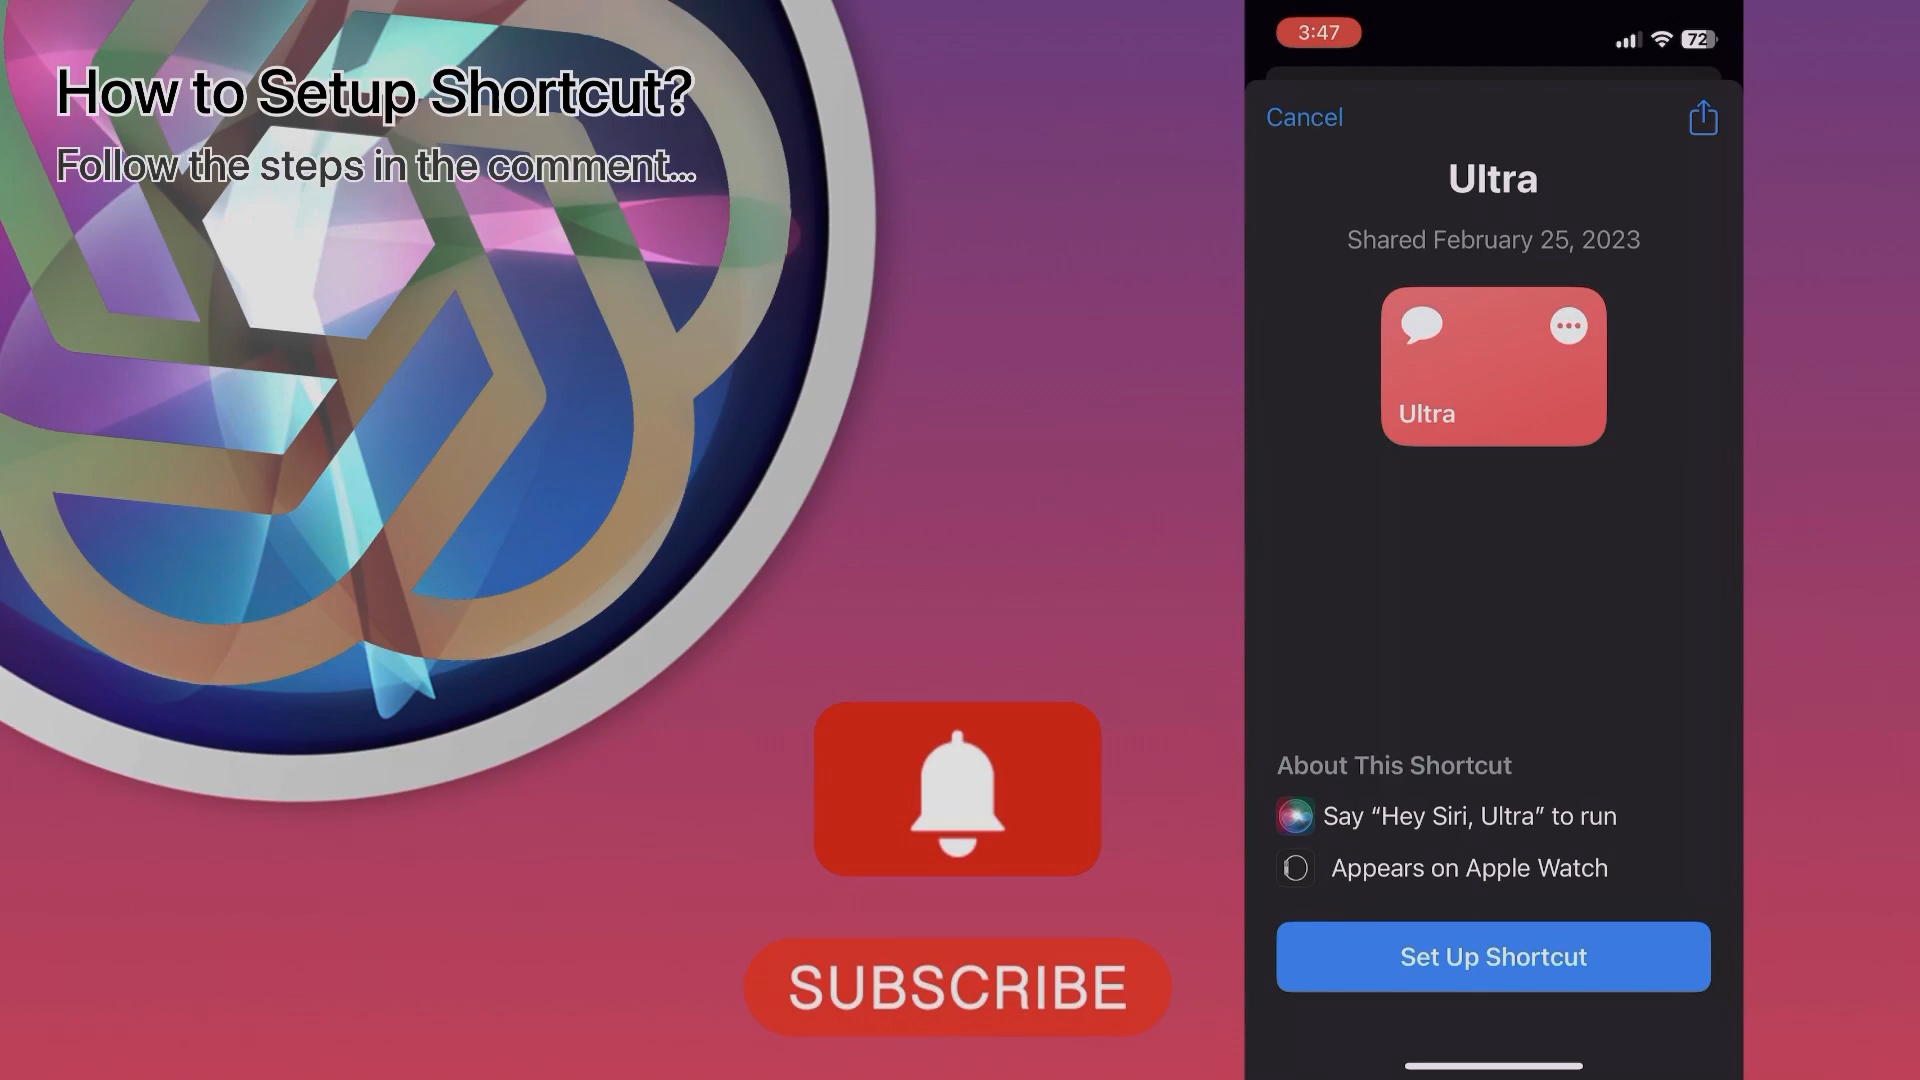 How to Setup Shortcut?
Follow the steps in the comment...
SUBSCRIBE
3:47
72
Cancel
Ultra
Shared February 25, 2023
Ultra
About This Shortcut
Say “Hey Siri, Ultra” to run
Appears on Apple Watch
Set Up Shortcut